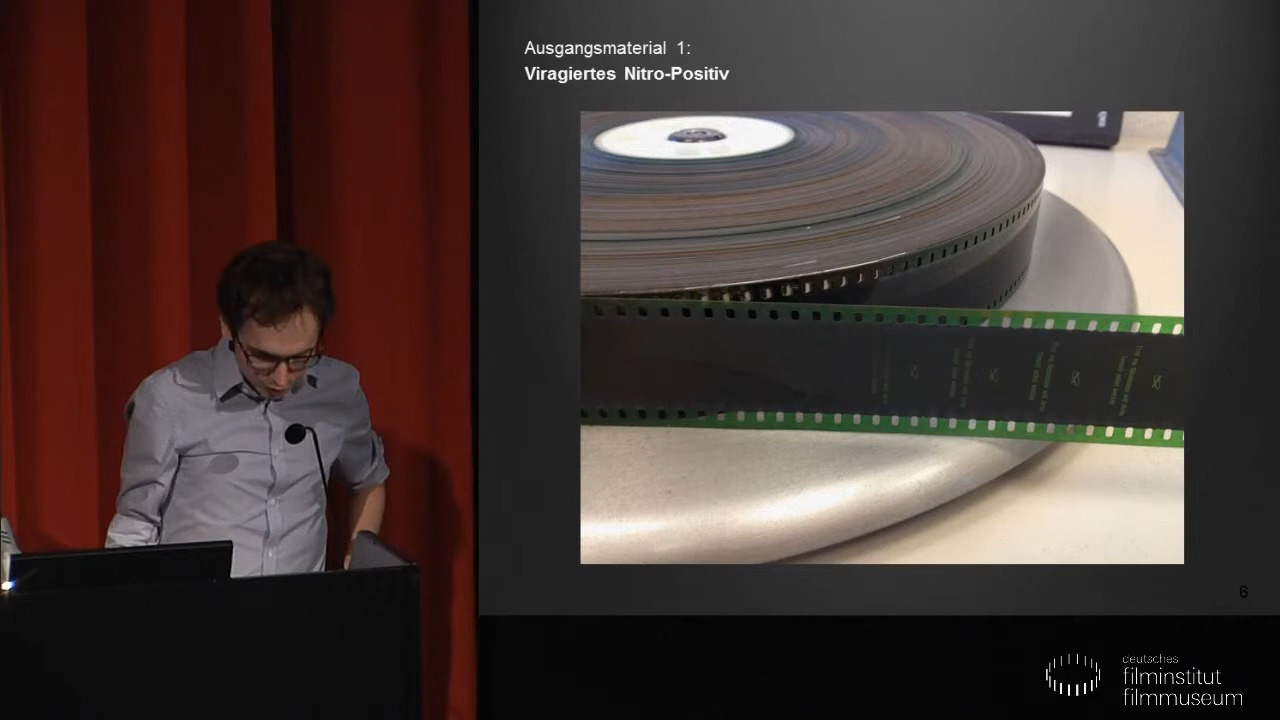 Ausgangsmaterial 1:
Viragiertes Nitro-Positiv
6
deutsches
filminstitut
filmmuseum